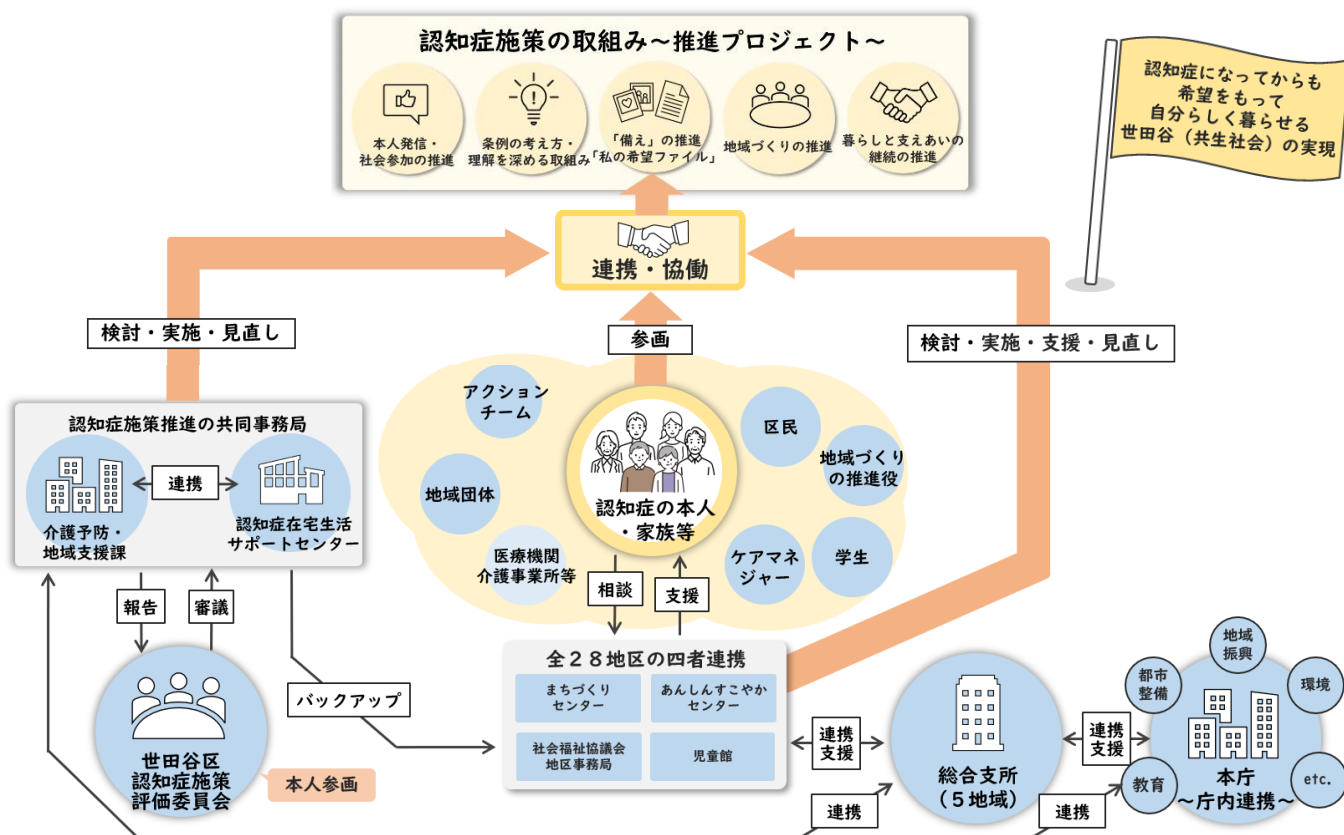 認知症施策の取組み～推進プロジェクト～
本人発信・
社会参加の推進
条例の考え方・
理解を深める取組み
「備え」の推進
「私の希望ファイル」
地域づくりの推進
暮らしと支えあいの
継続の推進
認知症になってからも
希望をもって
自分らしく暮らせる
世田谷（共生社会）の実現
連携・協働
検討・実施・見直し
参画
検討・実施・支援・見直し
認知症施策推進の共同事務局
介護予防・
地域支援課
連携
認知症在宅生活
サポートセンター
アクション
チーム
地域団体
医療機関
介護事業所等
認知症の本人
・家族等
区民
地域づくり
の推進役
ケアマネ
ジャー
学生
報告
審議
相談
支援
バックアップ
世田谷区
認知症施策
評価委員会
本人参画
全２８地区の四者連携
まちづくり
センター
あんしんすこやか
センター
社会福祉協議会
地区事務局
児童館
連携
支援
総合支所
（５地域）
連携
支援
地域
振興
都市
整備
環境
教育
etc.
本庁
～庁内連携～
連携
連携